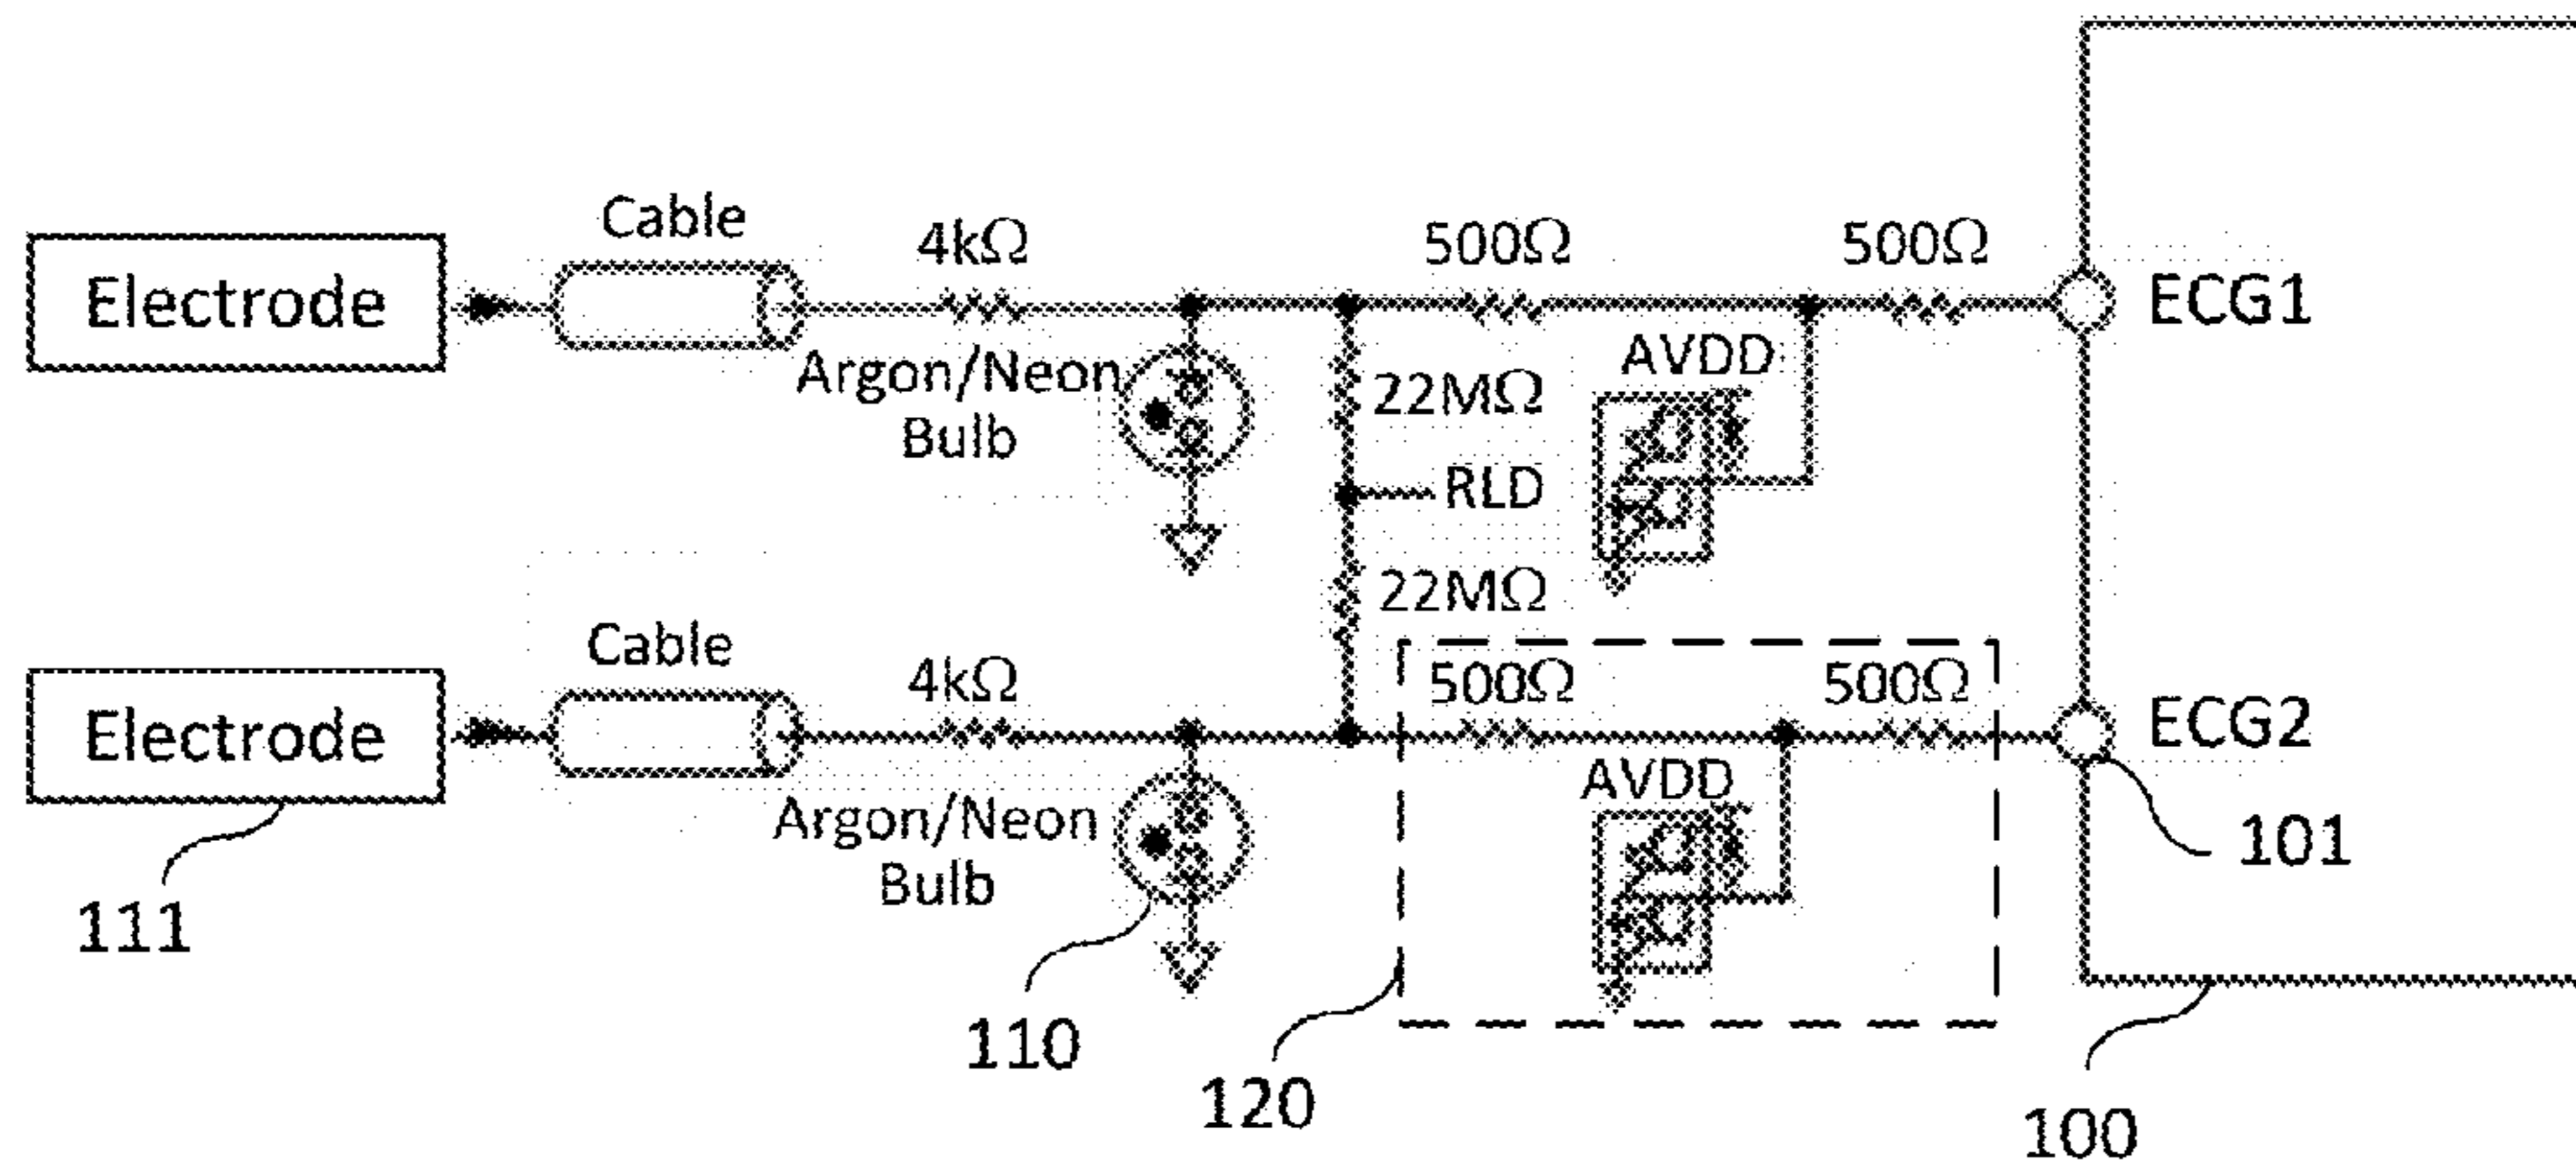 Cable
4kΩ
500Ω
500Ω
Electrode
ECG1
Argon/Neon
Bulb
AVDD
22MΩ
RLD
22MΩ
Cable
4kΩ
500Ω
500Ω
Electrode
ECG2
AVDD
Argon/Neon
Bulb
101
111
110
120
100